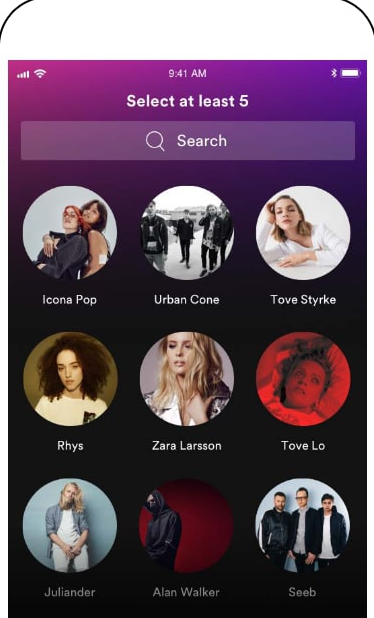 9:41 AM
Select at least 5
Search
Icona Pop Urban Cone Tove Styrke
Rhys Zara Larsson Tove Lo
Juliander Alan Walker Seeb